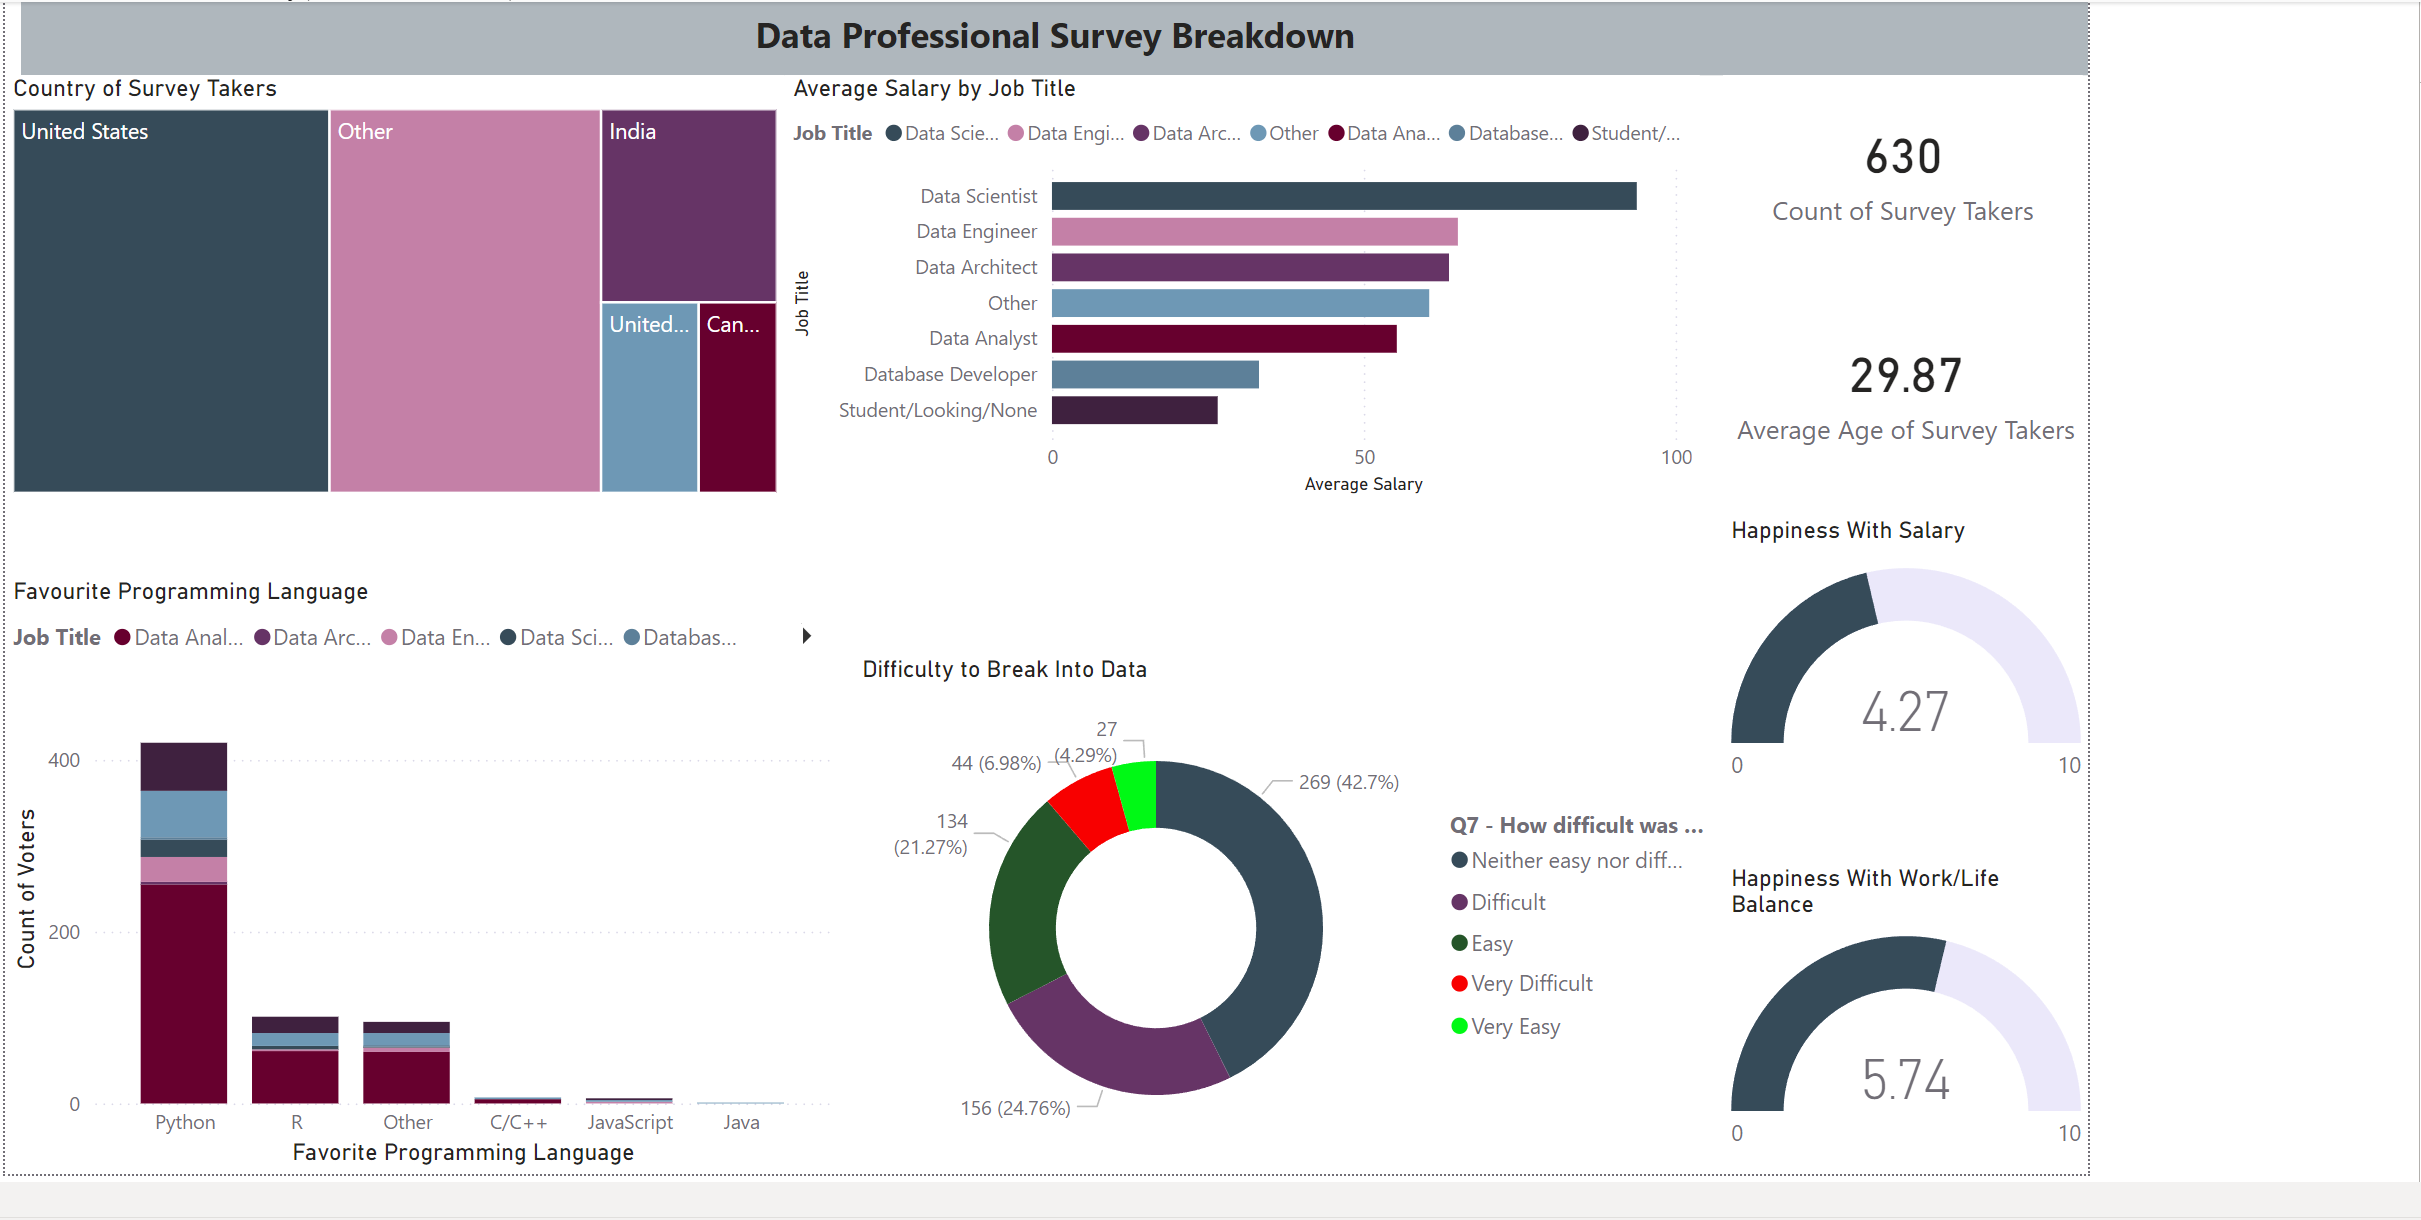 Data Professional Survey Breakdown
Country of Survey Takers
United States
Other
India
United...
Can...
Average Salary by Job Title
Job Title Data Scie... Data Engi... Data Arc... Other Data Ana... Database... Student/...
Job Title
Data Scientist
Data Engineer
Data Architect
Other
Data Analyst
Database Developer
Student/Looking/None
0 50 100
Average Salary
630
Count of Survey Takers
29.87
Average Age of Survey Takers
Happiness With Salary
4.27
0 10
Favourite Programming Language
Job Title Data Anal... Data Arc... Data En... Data Sci... Databas...
Count of Voters
400
200
0
Python R Other C/C++ JavaScript Java
Favorite Programming Language
Difficulty to Break Into Data
27
(4.29%)
44 (6.98%)
269 (42.7%)
134
(21.27%)
156 (24.76%)
Q7 - How difficult was ...
Neither easy nor diff...
Difficult
Easy
Very Difficult
Very Easy
Happiness With Work/Life
Balance
5.74
0 10